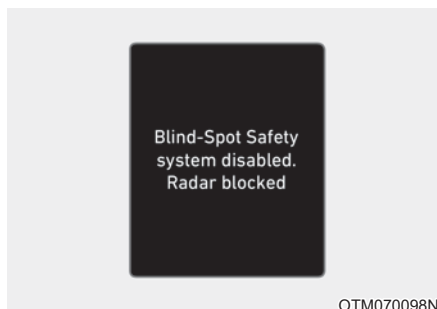 Blind-Spot Safety
system disabled.
Radar blocked
OTM070098N